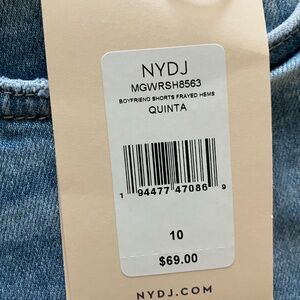 NYDJ
MGWRSH8563
BOYFRIEND SHORTS FRAYED HEMS
QUINTA
1 94477 47086 9
10
$69.00
NYDJ.COM